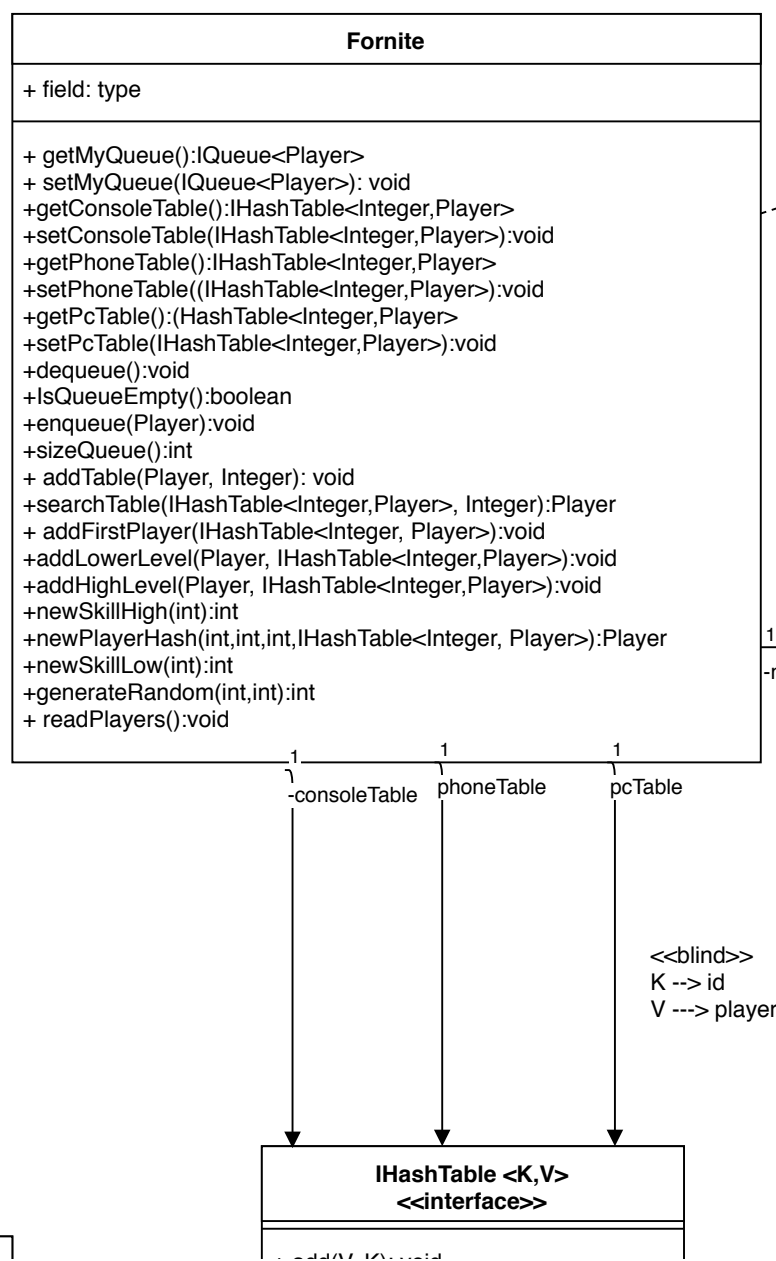 Fornite
+ field: type
+ getMyQueue():IQueue<Player>
+ setMyQueue(IQueue<Player>): void
+getConsoleTable():IHashTable<Integer,Player>
+setConsoleTable(IHashTable<Integer,Player>):void
+getPhoneTable():IHashTable<Integer,Player>
+setPhoneTable((IHashTable<Integer,Player>):void
+getPcTable():(HashTable<Integer,Player>
+setPcTable(IHashTable<Integer,Player>):void
+dequeue():void
+IsQueueEmpty():boolean
+enqueue(Player):void
+sizeQueue():int
+ addTable(Player, Integer): void
+searchTable(IHashTable<Integer,Player>, Integer):Player
+ addFirstPlayer(IHashTable<Integer, Player>):void
+addLowerLevel(Player, IHashTable<Integer,Player>):void
+addHighLevel(Player, IHashTable<Integer,Player>):void
+newSkillHigh(int):int
+newPlayerHash(int,int,int,IHashTable<Integer, Player>):Player
+newSkillLow(int):int
+generateRandom(int,int):int
+ readPlayers():void
1
1 1 1
-consoleTable phoneTable pcTable
<<blind>>
K --> id
V ---> player
IHashTable <K,V>
<<interface>>
+ add(V, K): void